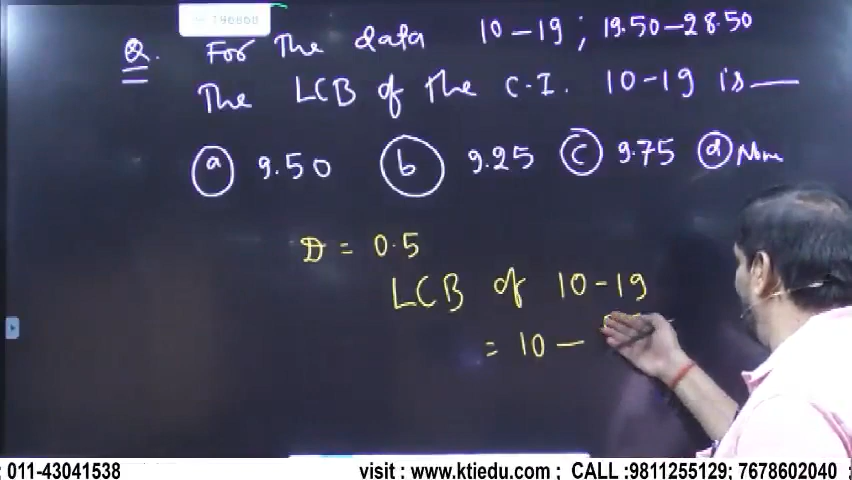 196860
Q. For The data 10-19 ; 19.50-28.50
The LCB of the C.I. 10-19 is —
a 9.50 b 9.25 c 9.75 d None
D = 0.5
LCB of 10-19
= 10 -
; 011-43041538 visit : www.ktiedu.com ; CALL :9811255129; 7678602040 ;